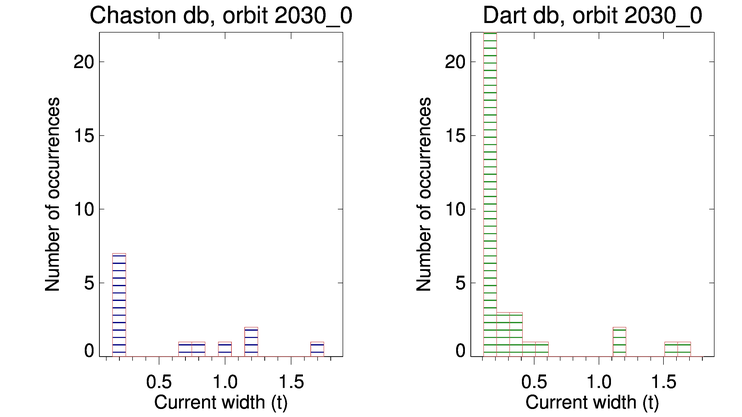 Chaston db, orbit 2030_0
Number of occurrences
20
15
10
5
0
0.5 1.0 1.5
Current width (t)
Dart db, orbit 2030_0
Number of occurrences
20
15
10
5
0
0.5 1.0 1.5
Current width (t)